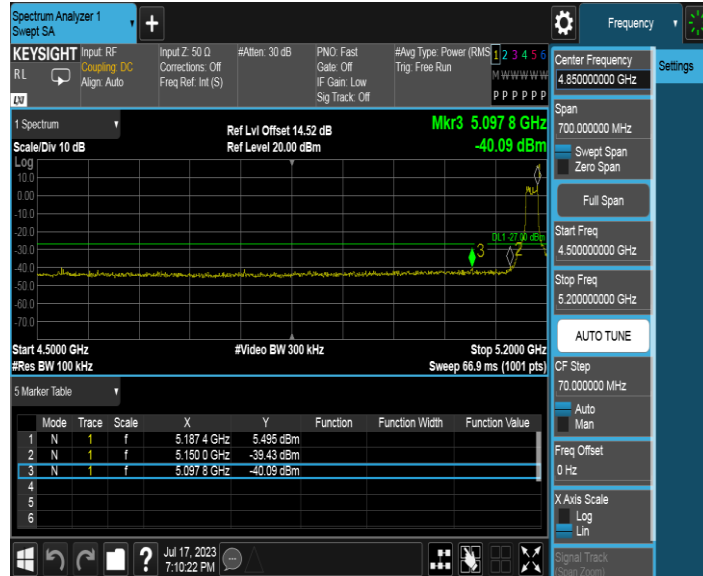 Spectrum Analyzer 1
Swept SA
Frequency
KEYSIGHT
R L
LXI
Input: RF
Coupling: DC
Align: Auto
Input Z: 50 Ω
Corrections: Off
Freq Ref: Int (S)
#Atten: 30 dB
PNO: Fast
Gate: Off
IF Gain: Low
Sig Track: Off
#Avg Type: Power (RMS
Trig: Free Run
1 2 3 4 5 6
M W W W W W
P P P P P P
Settings
Center Frequency
4.850000000 GHz
Span
700.000000 MHz
Swept Span
Zero Span
Full Span
Start Freq
4.500000000 GHz
Stop Freq
5.200000000 GHz
AUTO TUNE
CF Step
70.000000 MHz
Auto
Man
Freq Offset
0 Hz
X Axis Scale
Log
Lin
Signal Track
(Span Zoom)
1 Spectrum
Scale/Div 10 dB
Ref Lvl Offset 14.52 dB
Ref Level 20.00 dBm
Mkr3 5.097 8 GHz
-40.09 dBm
Log
10.0
0.00
-10.0
-20.0
-30.0
-40.0
-50.0
-60.0
-70.0
DL1 -27.00 dBm
3
2
Start 4.5000 GHz
#Res BW 100 kHz
#Video BW 300 kHz
Stop 5.2000 GHz
Sweep 66.9 ms (1001 pts)
5 Marker Table
Mode Trace Scale X Y Function Function Width Function Value
1 N 1 f 5.187 4 GHz 5.495 dBm
2 N 1 f 5.150 0 GHz -39.43 dBm
3 N 1 f 5.097 8 GHz -40.09 dBm
4
5
6
?
Jul 17, 2023
7:10:22 PM